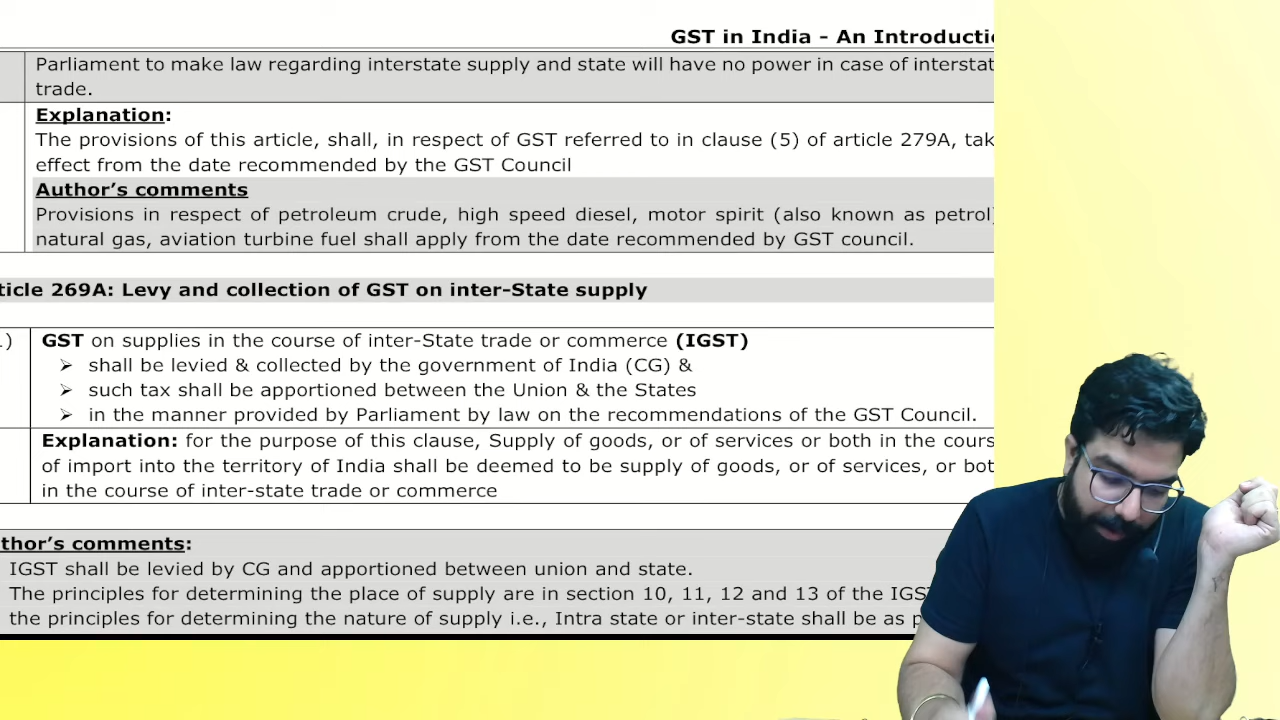 GST in India - An Introductio
Parliament to make law regarding interstate supply and state will have no power in case of interstat
trade.
Explanation:
The provisions of this article, shall, in respect of GST referred to in clause (5) of article 279A, tak
effect from the date recommended by the GST Council
Author’s comments
Provisions in respect of petroleum crude, high speed diesel, motor spirit (also known as petrol)
natural gas, aviation turbine fuel shall apply from the date recommended by GST council.
ticle 269A: Levy and collection of GST on inter-State supply
.) GST on supplies in the course of inter-State trade or commerce (IGST)
➢ shall be levied & collected by the government of India (CG) &
➢ such tax shall be apportioned between the Union & the States
➢ in the manner provided by Parliament by law on the recommendations of the GST Council.
Explanation: for the purpose of this clause, Supply of goods, or of services or both in the cours
of import into the territory of India shall be deemed to be supply of goods, or of services, or bot
in the course of inter-state trade or commerce
thor’s comments:
IGST shall be levied by CG and apportioned between union and state.
The principles for determining the place of supply are in section 10, 11, 12 and 13 of the IGS
the principles for determining the nature of supply i.e., Intra state or inter-state shall be as p